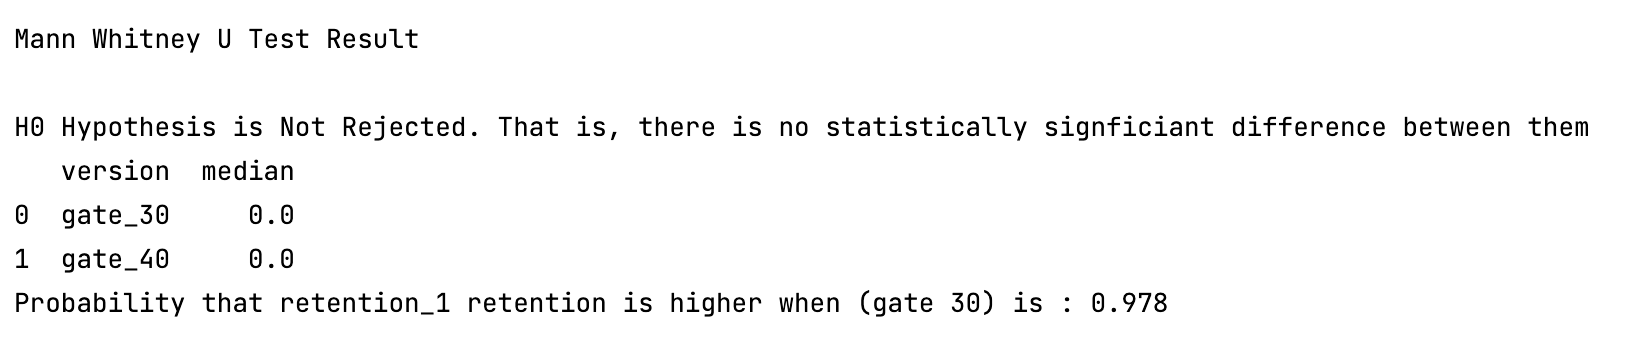 Mann Whitney U Test Result
H0 Hypothesis is Not Rejected. That is, there is no statistically signficiant difference between them
version median
0 gate_30 0.0
1 gate_40 0.0
Probability that retention_1 retention is higher when (gate 30) is : 0.978